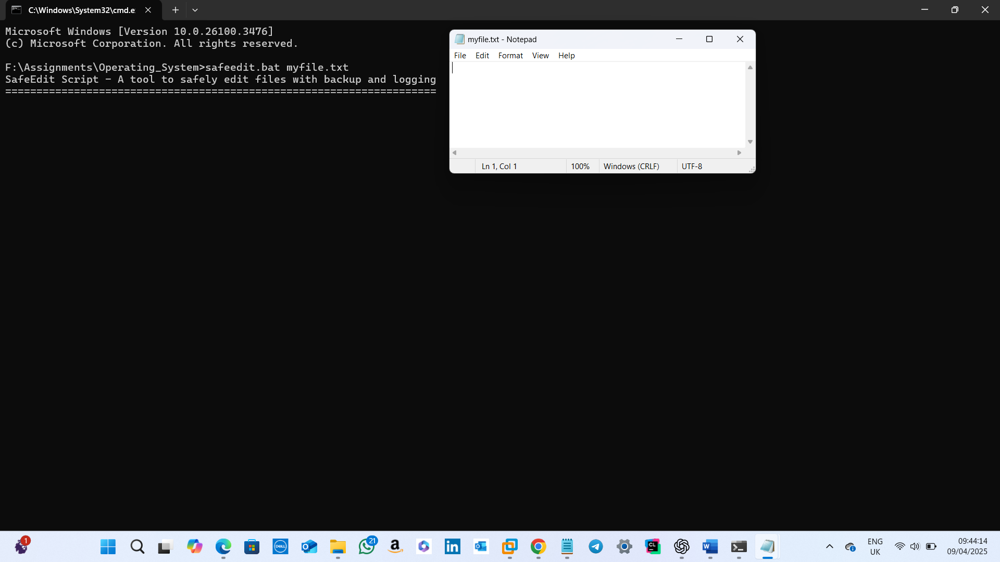 C:\Windows\System32\cmd.e
Microsoft Windows [Version 10.0.26100.3476]
(c) Microsoft Corporation. All rights reserved.
F:\Assignments\Operating_System>safeedit.bat myfile.txt
SafeEdit Script - A tool to safely edit files with backup and logging
=====================================================================
myfile.txt - Notepad
File Edit Format View Help
Ln 1, Col 1 100% Windows (CRLF) UTF-8
1
DELL
21
a
in
CL
W
ENG
UK
09:44:14
09/04/2025